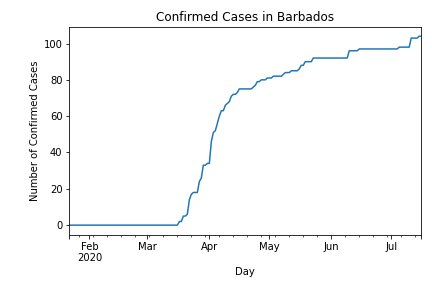 Confirmed Cases in Barbados
Number of Confirmed Cases
100
80
60
40
20
0
Feb Mar Apr May Jun Jul
2020
Day